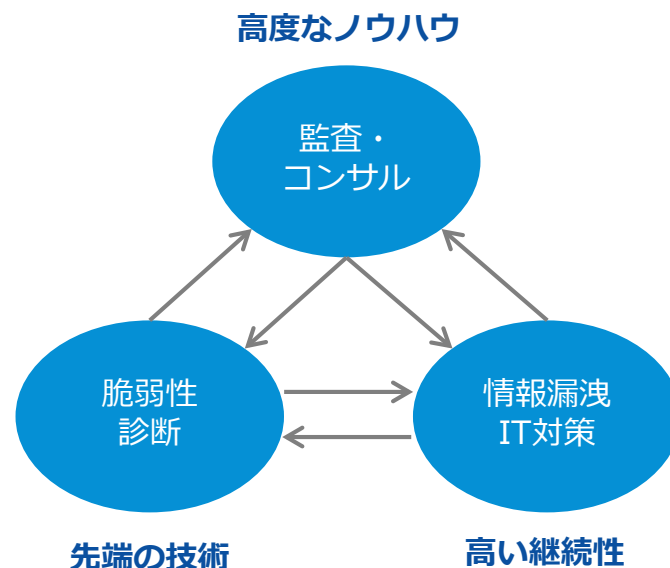 高度なノウハウ
監査・
コンサル
脆弱性
診断
情報漏洩
IT対策
先端の技術
高い継続性